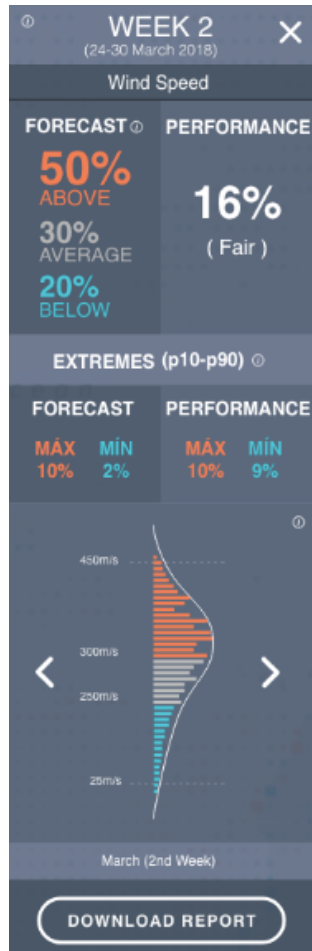 WEEK 2
(24-30 March 2018)
Wind Speed
FORECAST PERFORMANCE
50%
ABOVE
30%
AVERAGE
20%
BELOW
16%
( Fair )
EXTREMES (p10-p90)
FORECAST PERFORMANCE
MÁX MÍN MÁX MÍN
10% 2% 10% 9%
450m/s
300m/s
250m/s
25m/s
March (2nd Week)
DOWNLOAD REPORT